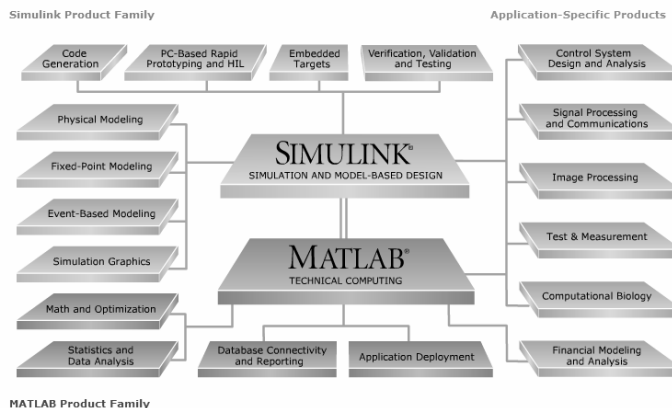 Simulink Product Family
Application-Specific Products
Code
Generation
PC-Based Rapid
Prototyping and HIL
Embedded
Targets
Verification, Validation
and Testing
Control System
Design and Analysis
Physical Modeling
Signal Processing
and Communications
SIMULINK®
SIMULATION AND MODEL-BASED DESIGN
Fixed-Point Modeling
Image Processing
Event-Based Modeling
Test & Measurement
Simulation Graphics
MATLAB®
TECHNICAL COMPUTING
Math and Optimization
Computational Biology
Statistics and
Data Analysis
Database Connectivity
and Reporting
Application Deployment
Financial Modeling
and Analysis
MATLAB Product Family